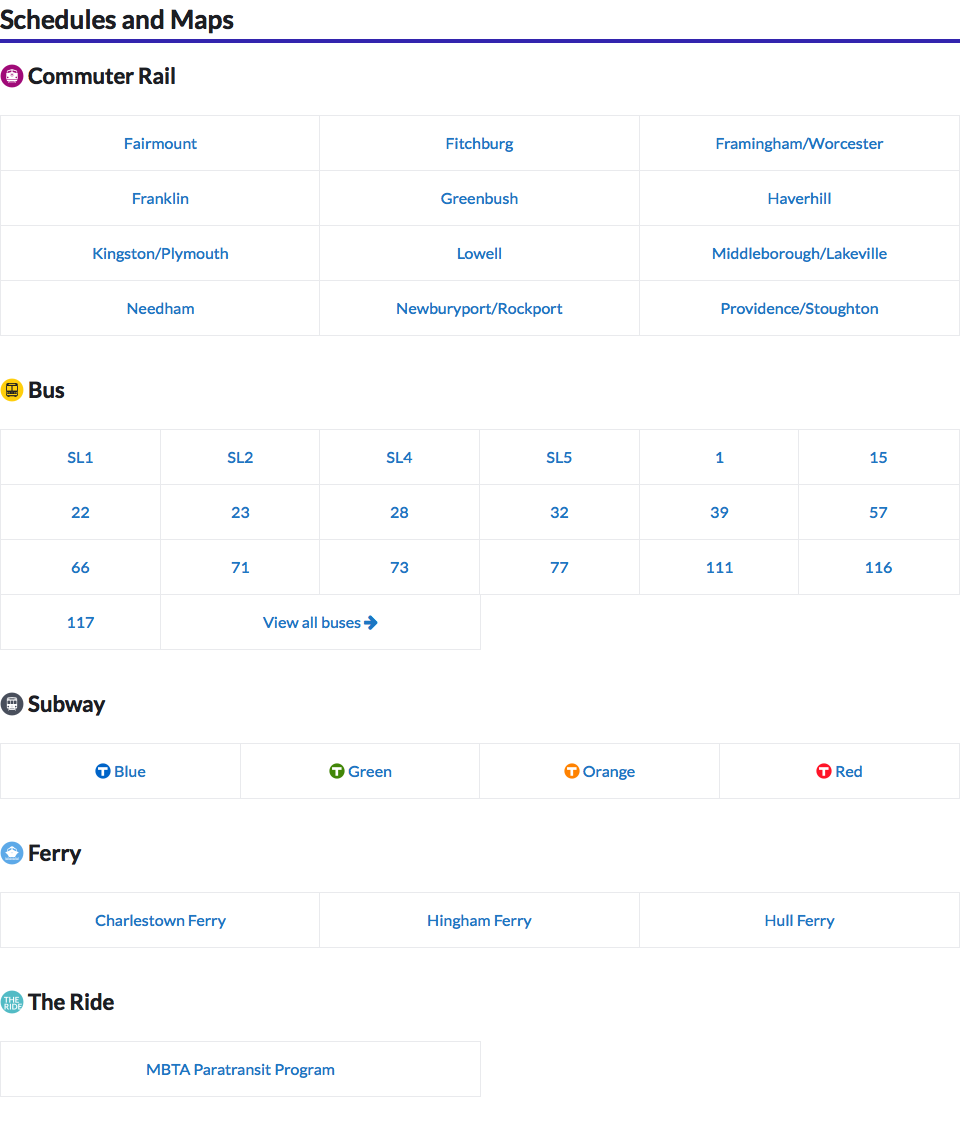 Schedules and Maps
Commuter Rail
Fairmount Fitchburg Framingham/Worcester
Franklin Greenbush Haverhill
Kingston/Plymouth Lowell Middleborough/Lakeville
Needham Newburyport/Rockport Providence/Stoughton
Bus
SL1 SL2 SL4 SL5 1 15
22 23 28 32 39 57
66 71 73 77 111 116
117 View all buses
Subway
T Blue T Green T Orange T Red
Ferry
Charlestown Ferry Hingham Ferry Hull Ferry
THE RIDE The Ride
MBTA Paratransit Program